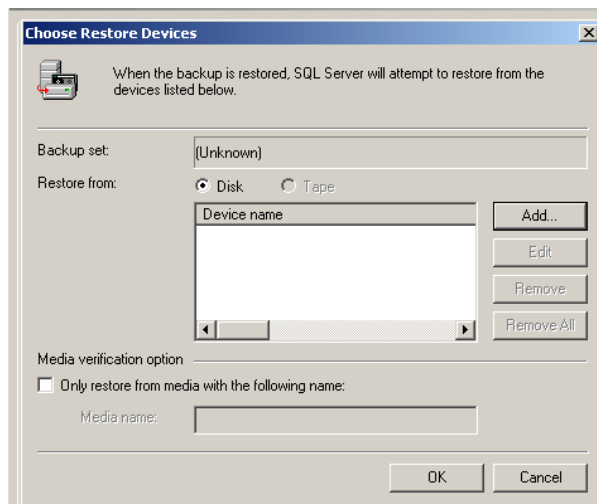 Choose Restore Devices
When the backup is restored, SQL Server will attempt to restore from the
devices listed below.
Backup set:
(Unknown)
Restore from:
Disk
Tape
Device name
Add...
Edit
Remove
Remove All
Media verification option
Only restore from media with the following name:
Media name:
OK
Cancel